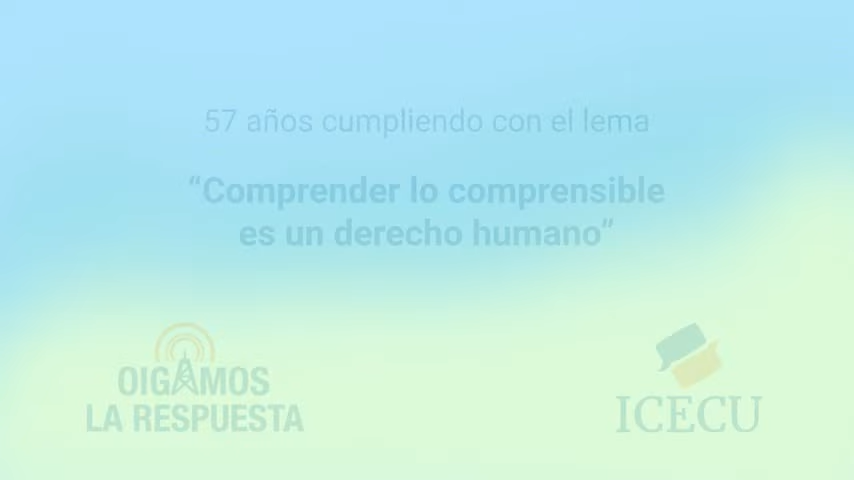 57 años cumpliendo con el lema
“Comprender lo comprensible
es un derecho humano”
OIGAMOS
LA RESPUESTA
ICECU